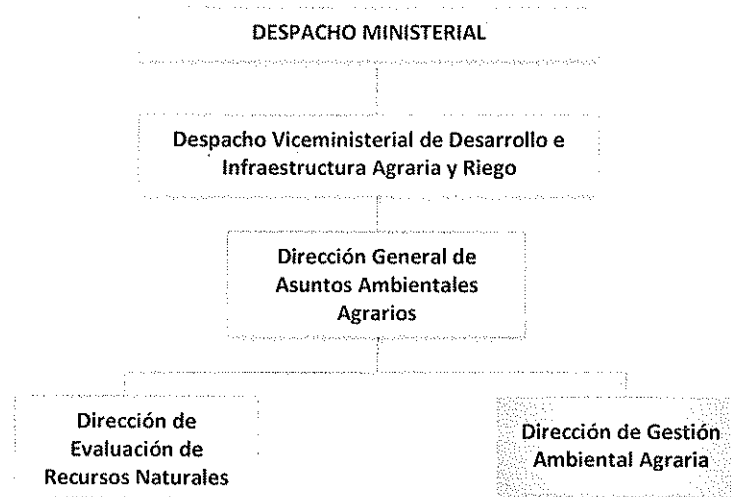 DESPACHO MINISTERIAL
Despacho Viceministerial de Desarrollo e
Infraestructura Agraria y Riego
Dirección General de
Asuntos Ambientales
Agrarios
Dirección de
Evaluación de
Recursos Naturales
Dirección de Gestión
Ambiental Agraria